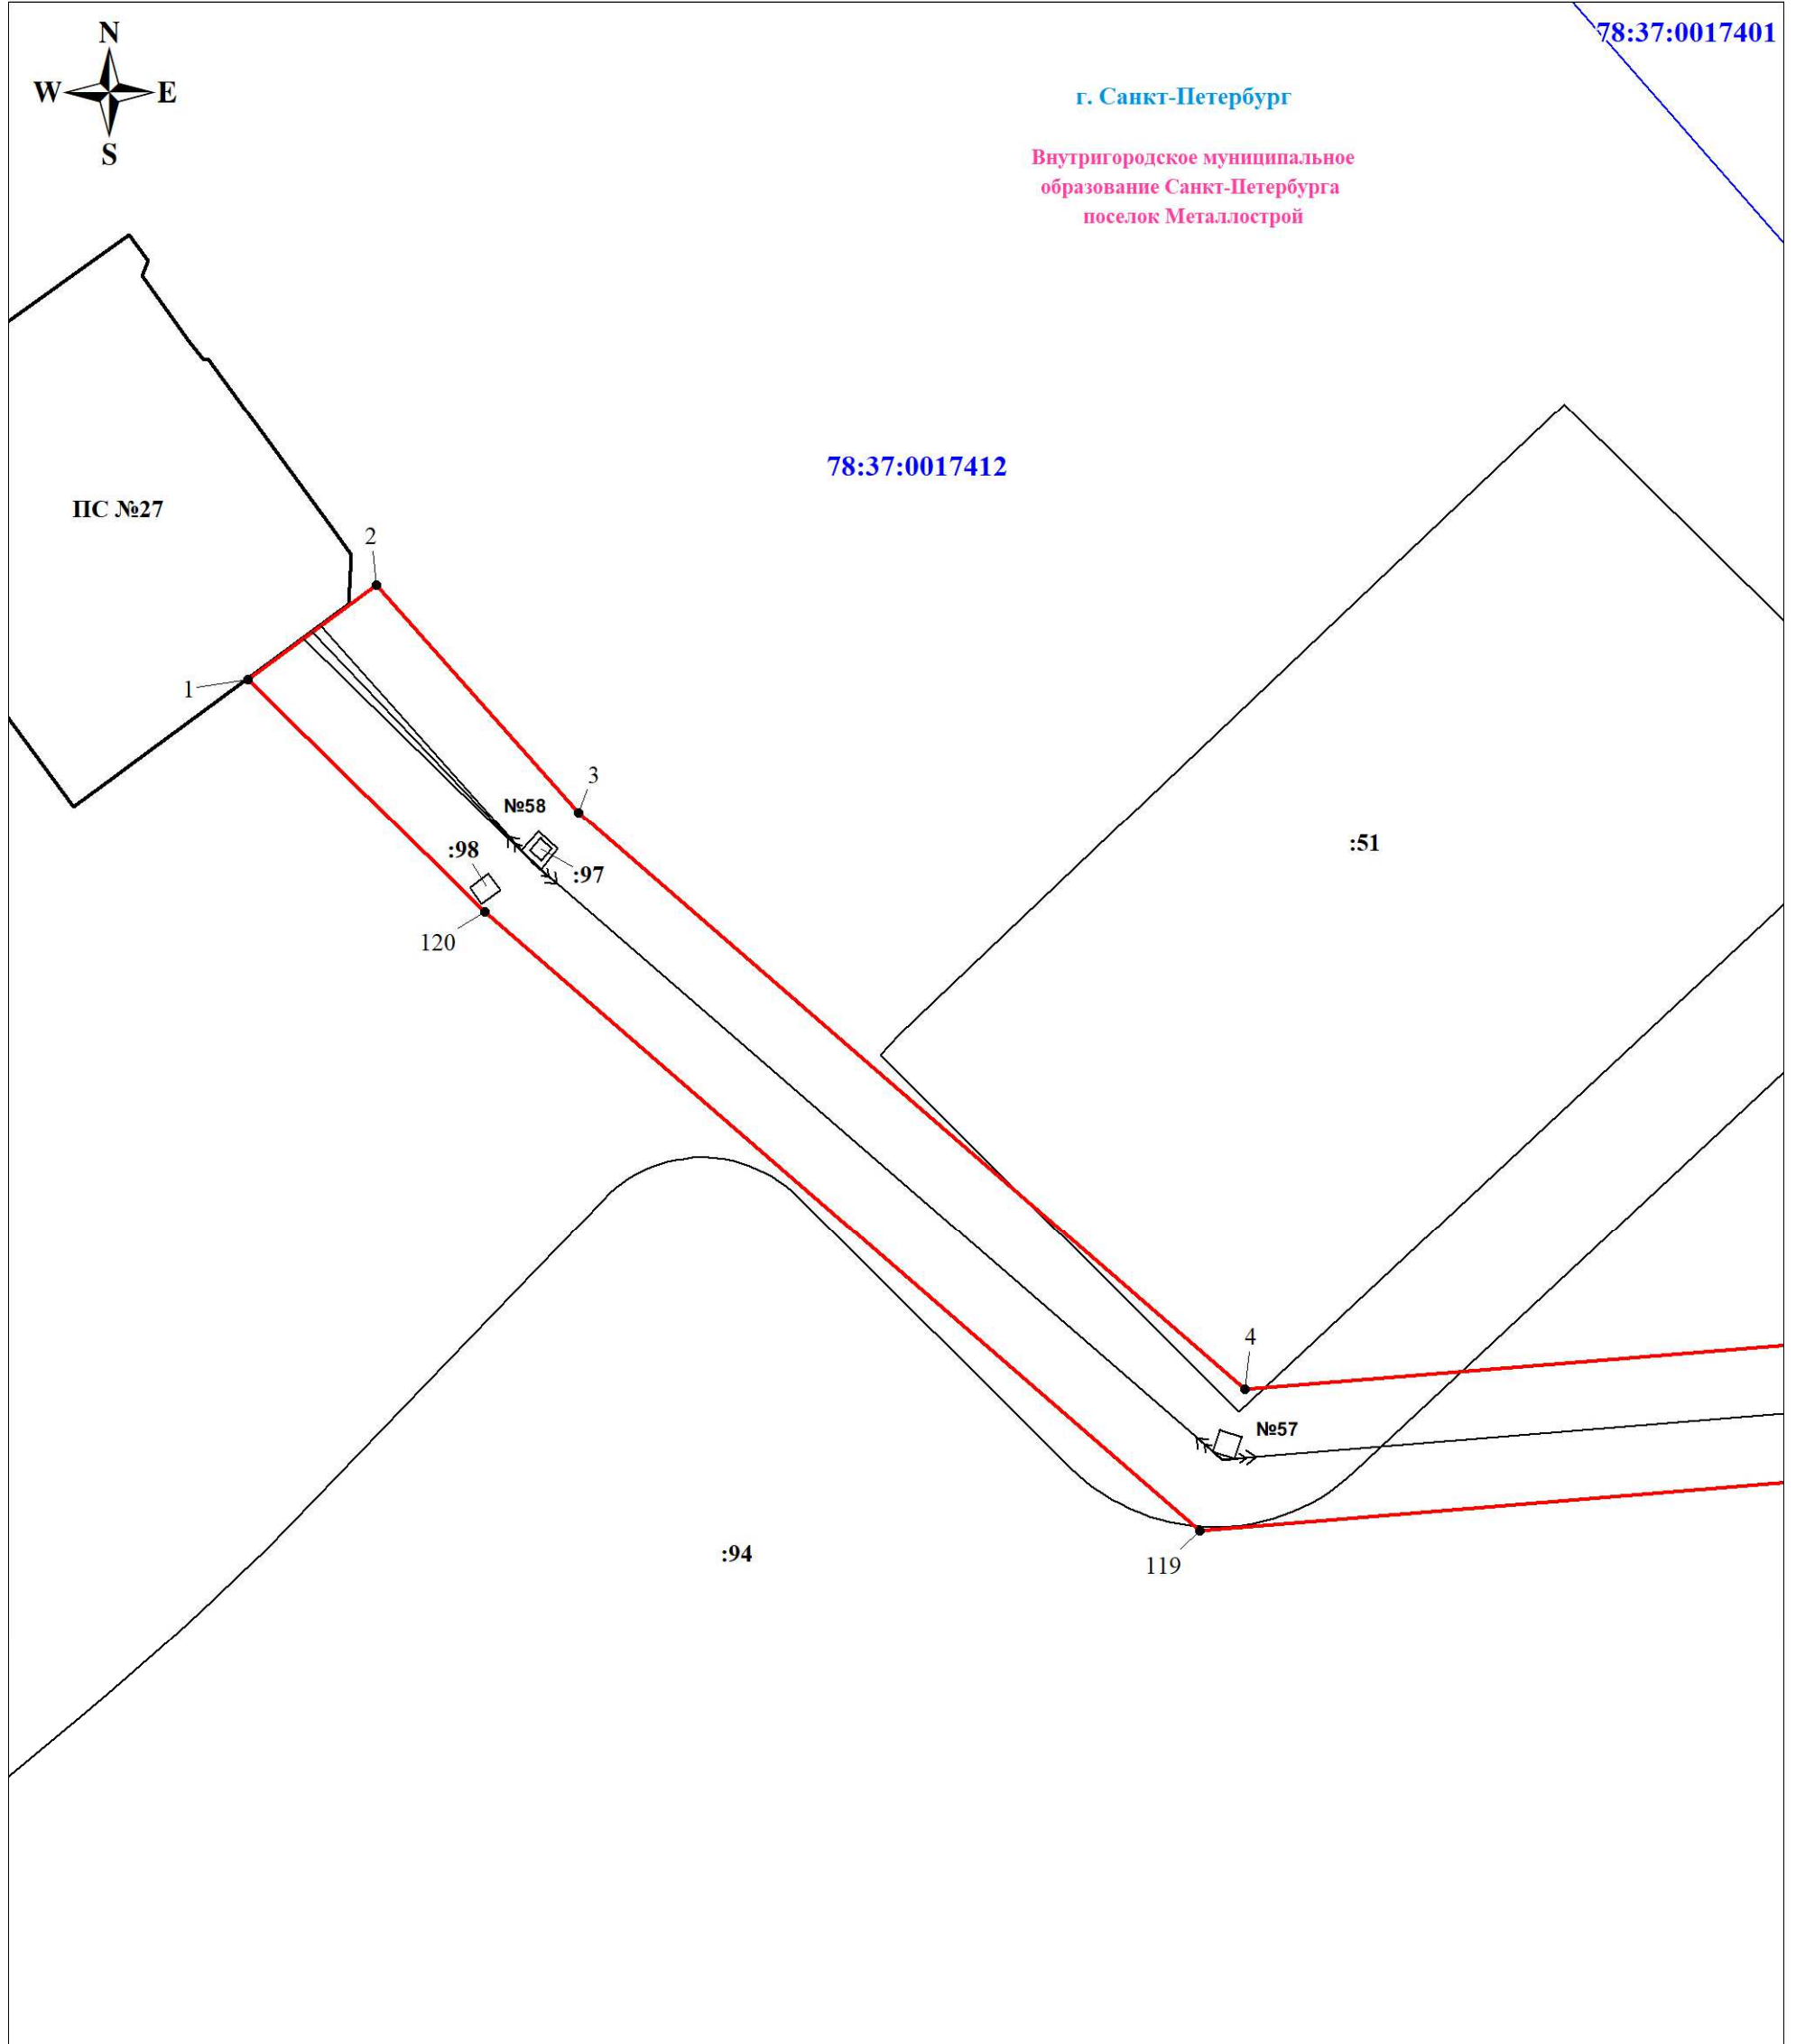 N
78:37:0017401
W E
S
г. Санкт-Петербург
Внутригородское муниципальное
образование Санкт-Петербурга
поселок Металлострой
78:37:0017412
ПС №27
2
1
3
№58
:98
:97
:51
120
4
№57
:94
119